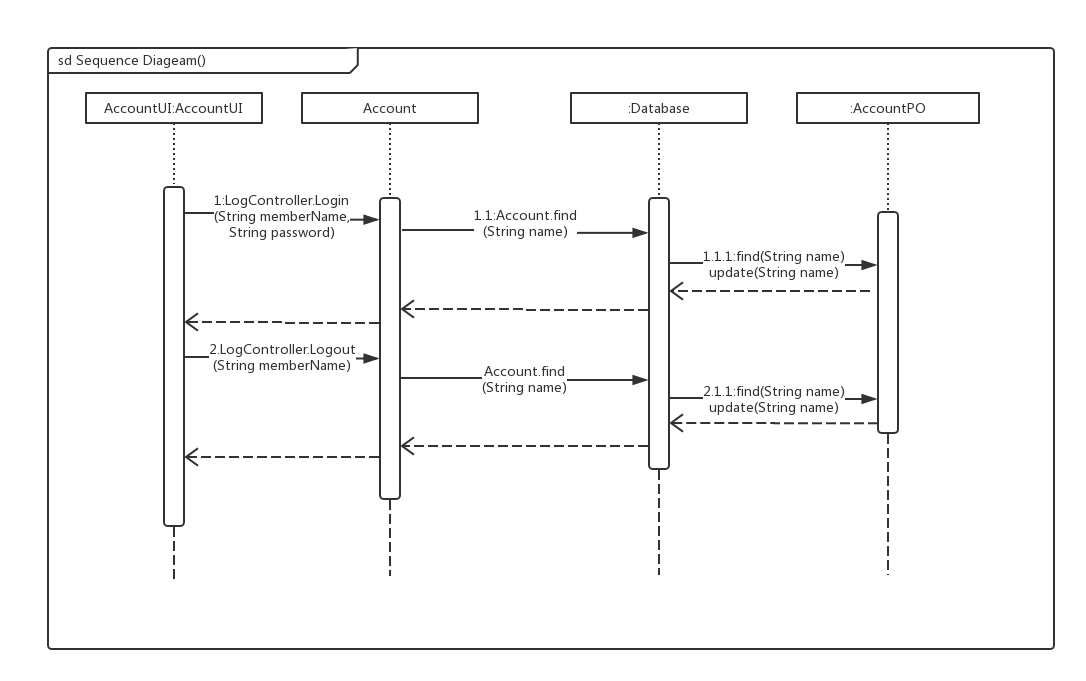 sd Sequence Diageam()
AccountUI:AccountUI
Account
:Database
:AccountPO
1:LogController.Login
(String memberName,
String password)
1.1:Account.find
(String name)
1.1.1:find(String name)
update(String name)
2.LogController.Logout
(String memberName)
Account.find
(String name)
2.1.1:find(String name)
update(String name)